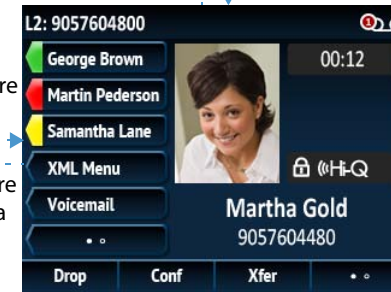 L2: 9057604800
1
George Brown
00:12
re
Martin Pederson
Samantha Lane
XML Menu
Hi-Q
re
Voicemail
Martha Gold
a
9057604480
Drop Conf Xfer